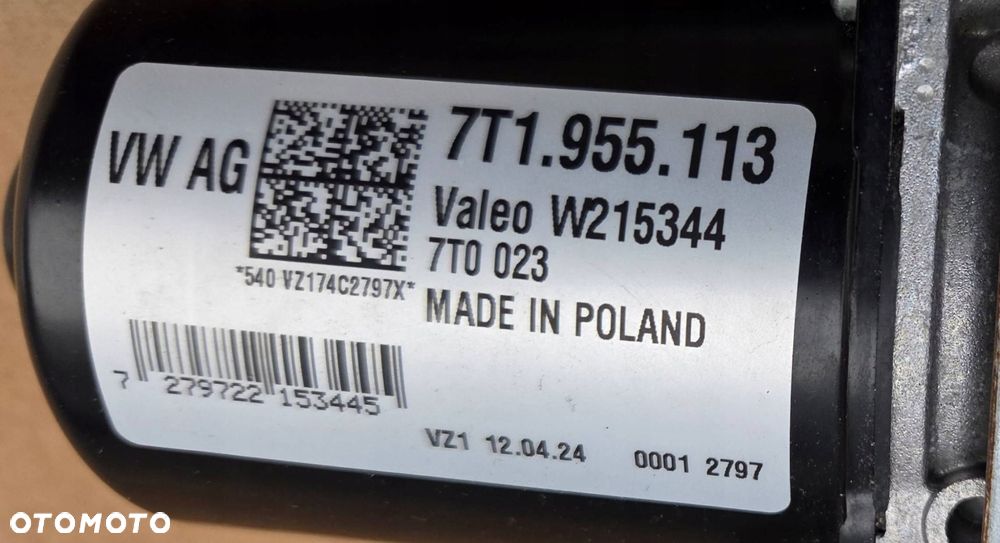 VW AG
7T1.955.113
Valeo W215344
7T0 023
*540 VZ174C2797X*
MADE IN POLAND
7 279722 153445
VZ1 12.04.24 0001 2797
OTOMOTO